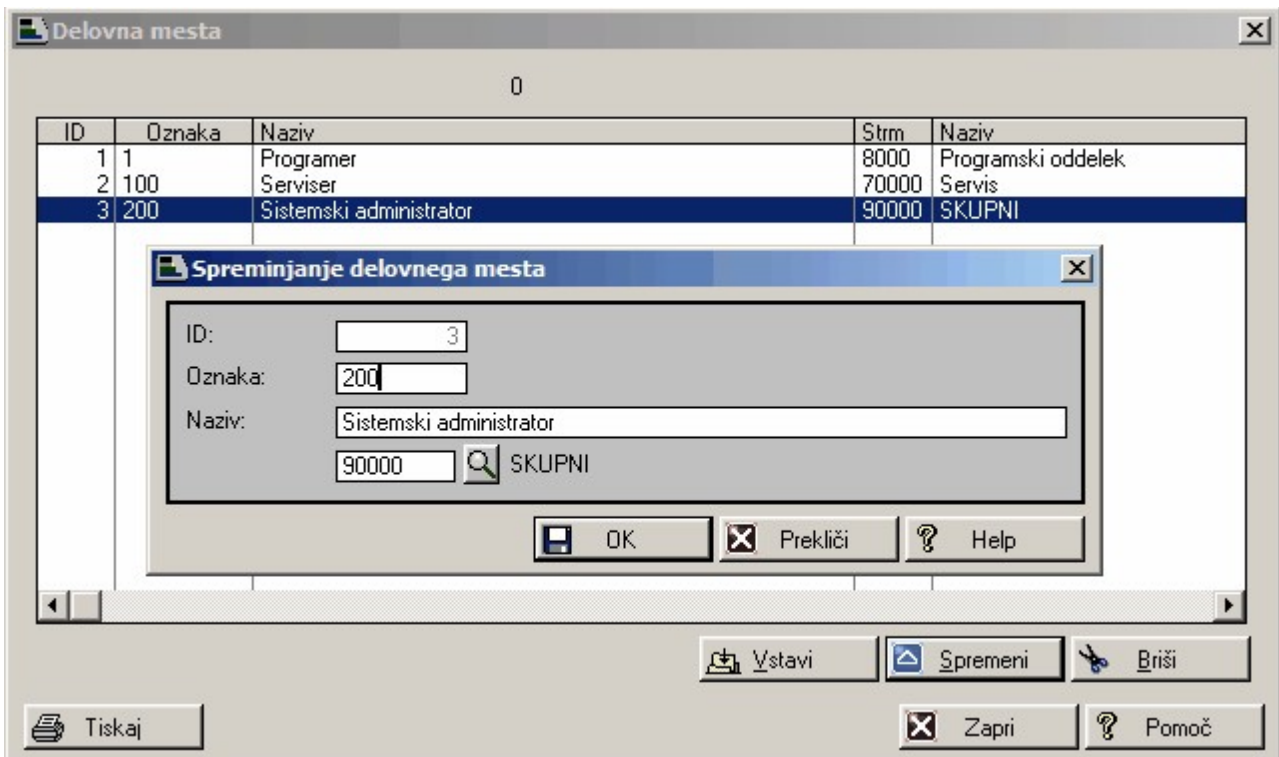 Delovna mesta
0
ID Oznaka Naziv Strm Naziv
1 1 Programer 8000 Programski oddelek
2 100 Serviser 70000 Servis
3 200 Sistemski administrator 90000 SKUPNI
Spreminjanje delovnega mesta
ID: 3
Oznaka: 200
Naziv: Sistemski administrator
90000 SKUPNI
OK Prekliči Help
Vstavi Spremeni Briši
Tiskaj Zapri Pomoč